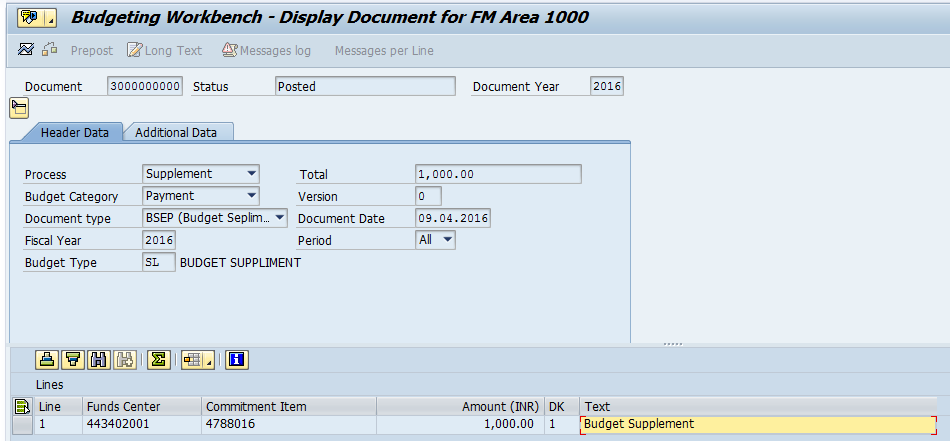 Budgeting Workbench - Display Document for FM Area 1000
Prepost Long Text Messages log Messages per Line
Document 3000000000 Status Posted Document Year 2016
Header Data Additional Data
Process Supplement Total 1,000.00
Budget Category Payment Version 0
Document type BSEP (Budget Seplim... Document Date 09.04.2016
Fiscal Year 2016 Period All
Budget Type SL BUDGET SUPPLIMENT
Lines
Line Funds Center Commitment Item Amount (INR) DK Text
1 443402001 4788016 1,000.00 1 Budget Supplement